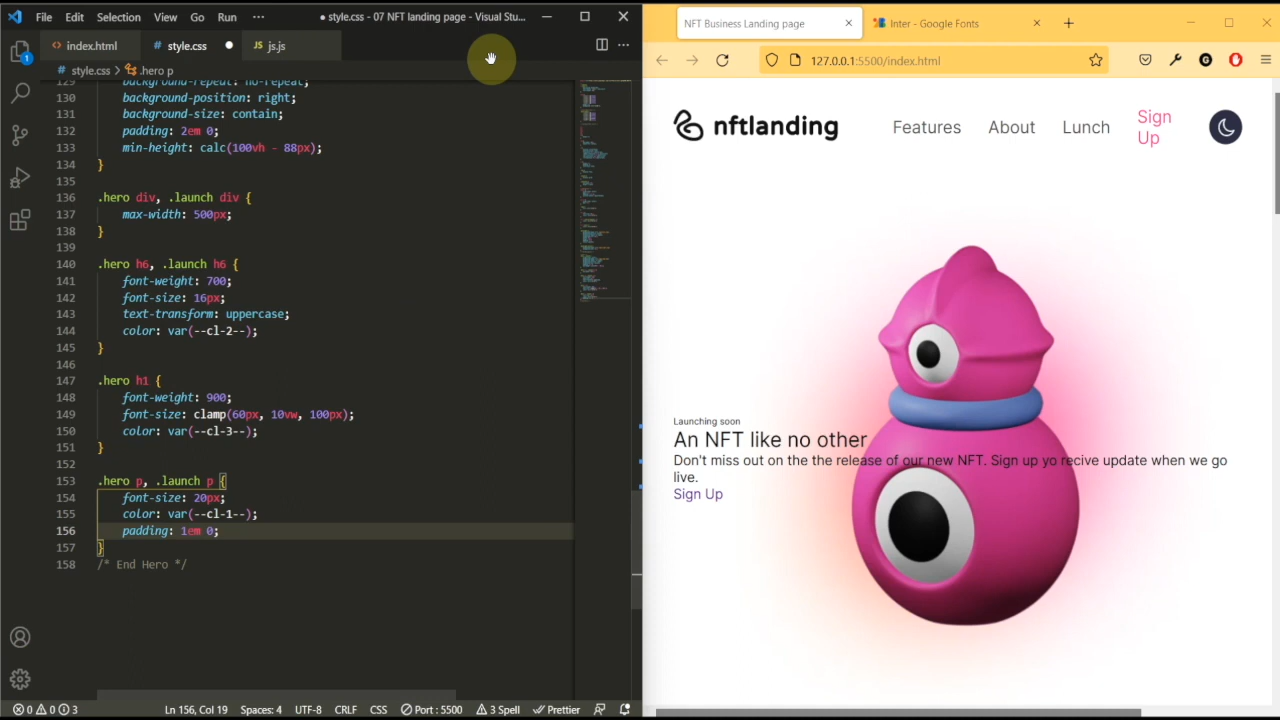 File Edit Selection View Go Run ··· ● style.css - 07 NFT landing page - Visual Stu...
index.html style.css ● js.js
style.css > .hero p
129 background-repeat: no-repeat;
130 background-position: right;
131 background-size: contain;
132 padding: 2em 0;
133 min-height: calc(100vh - 88px);
134 }
135
136 .hero div, .launch div {
137 max-width: 500px;
138 }
139
140 .hero h6, .launch h6 {
141 font-weight: 700;
142 font-size: 16px;
143 text-transform: uppercase;
144 color: var(--cl-2--);
145 }
146
147 .hero h1 {
148 font-weight: 900;
149 font-size: clamp(60px, 10vw, 100px);
150 color: var(--cl-3--);
151 }
152
153 .hero p, .launch p {
154 font-size: 20px;
155 color: var(--cl-1--);
156 padding: 1em 0;
157 }
158 /* End Hero */
1
0 0 3 Ln 156, Col 19 Spaces: 4 UTF-8 CRLF CSS Port : 5500 3 Spell Prettier
NFT Business Landing page Inter - Google Fonts
127.0.0.1:5500/index.html
nftlanding Features About Lunch Sign
Up
Launching soon
An NFT like no other
Don't miss out on the the release of our new NFT. Sign up yo recive update when we go
live.
Sign Up